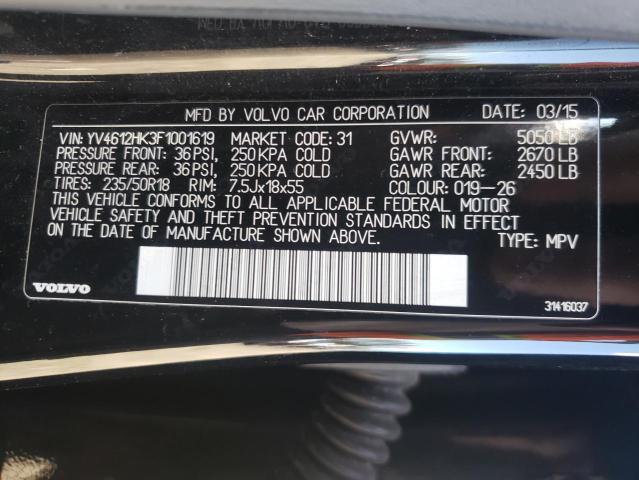 MFD BY VOLVO CAR CORPORATION DATE: 03/15
VIN: YV4612HK3F1001619 MARKET CODE: 31 GVWR: 5050 LB
PRESSURE FRONT: 36 PSI, 250 KPA COLD GAWR FRONT: 2670 LB
PRESSURE REAR: 36 PSI, 250 KPA COLD GAWR REAR: 2450 LB
TIRES: 235/50R18 RIM: 7.5Jx18x55 COLOUR: 019-26
THIS VEHICLE CONFORMS TO ALL APPLICABLE FEDERAL MOTOR
VEHICLE SAFETY AND THEFT PREVENTION STANDARDS IN EFFECT
ON THE DATE OF MANUFACTURE SHOWN ABOVE. TYPE: MPV
VOLVO 31416037